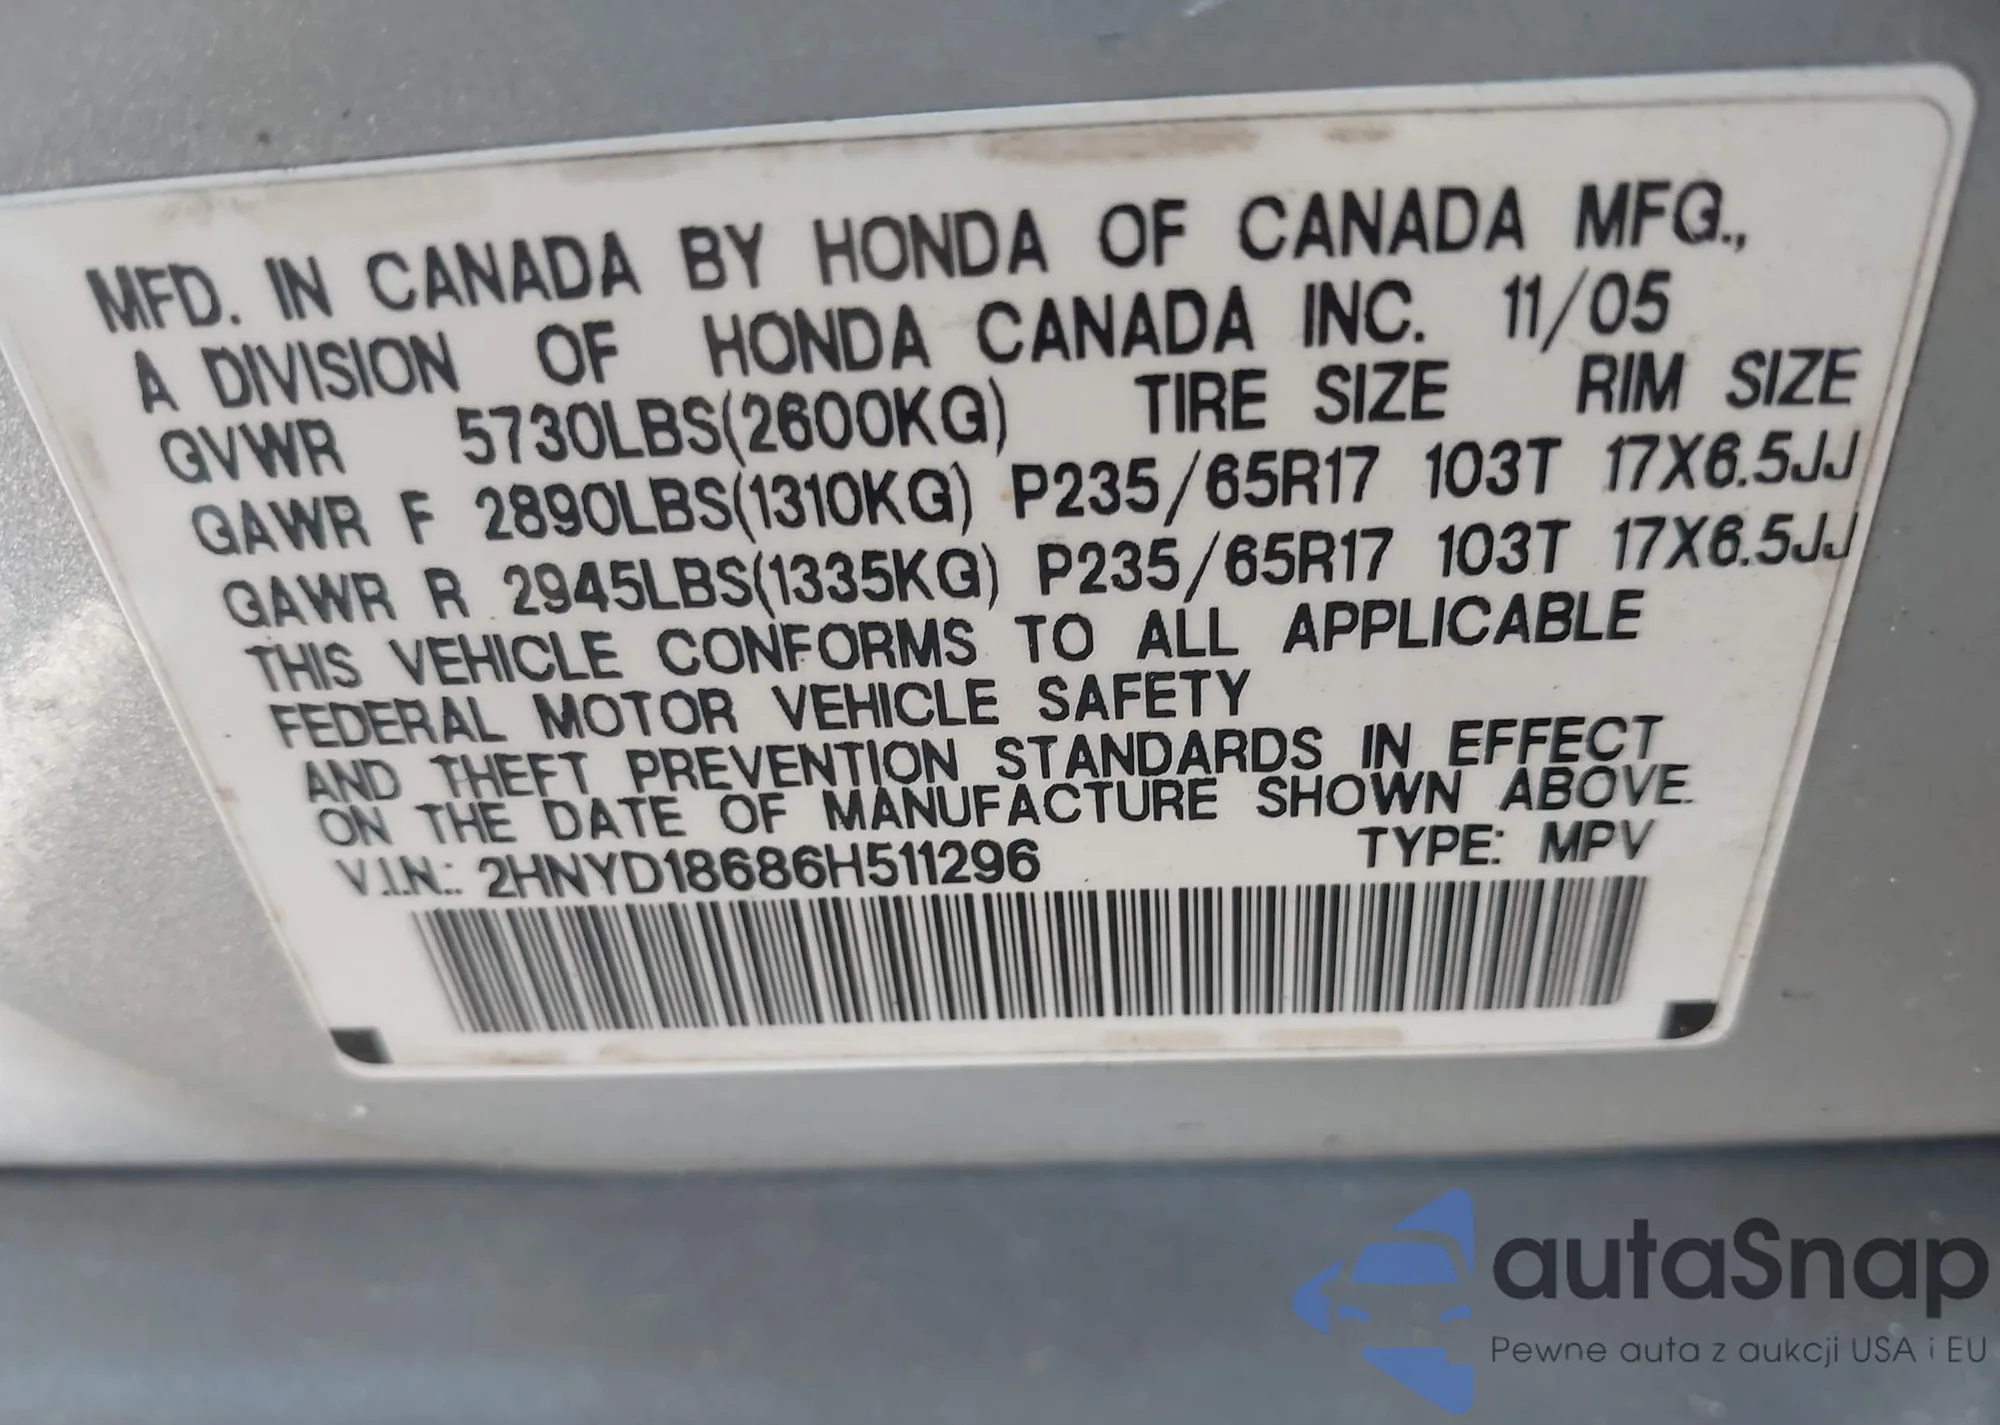 MFD. IN CANADA BY HONDA OF CANADA MFG.,
A DIVISION OF HONDA CANADA INC. 11/05
GVWR 5730LBS(2600KG) TIRE SIZE RIM SIZE
GAWR F 2890LBS(1310KG) P235/65R17 103T 17X6.5JJ
GAWR R 2945LBS(1335KG) P235/65R17 103T 17X6.5JJ
THIS VEHICLE CONFORMS TO ALL APPLICABLE
FEDERAL MOTOR VEHICLE SAFETY
AND THEFT PREVENTION STANDARDS IN EFFECT
ON THE DATE OF MANUFACTURE SHOWN ABOVE.
V.I.N.: 2HNYD18686H511296 TYPE: MPV
autaSnap
Pewne auta z aukcji USA i EU